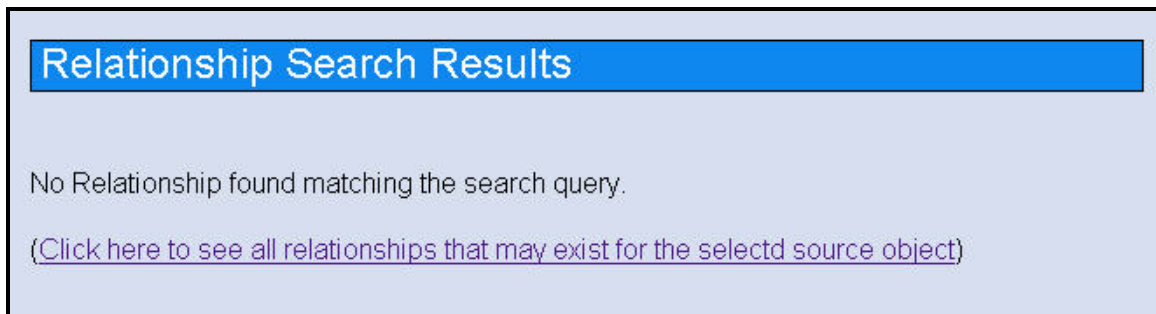 Relationship Search Results
No Relationship found matching the search query.
(Click here to see all relationships that may exist for the selectd source object)